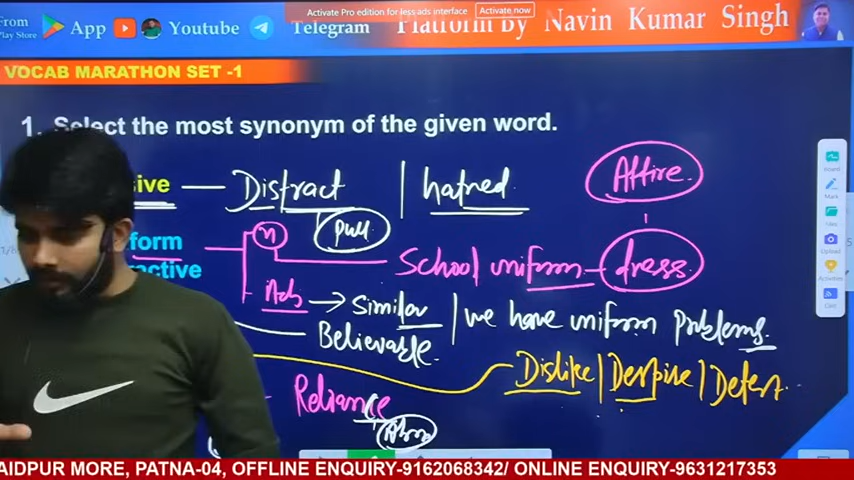 From
Play Store
App
Youtube
Telegram
Platform By Navin Kumar Singh
Activate Pro edition for less ads interface
Activate now
VOCAB MARATHON SET -1
1. Select the most synonym of the given word.
sive — Distract | hatred
Attire
pull
form
(n)
School uniform - dress
ractive
Adj → Similar | we have uniform problems.
Believable.
Dislike | Despise | Detest
Reliance
AIDPUR MORE, PATNA-04, OFFLINE ENQUIRY-9162068342/ ONLINE ENQUIRY-9631217353